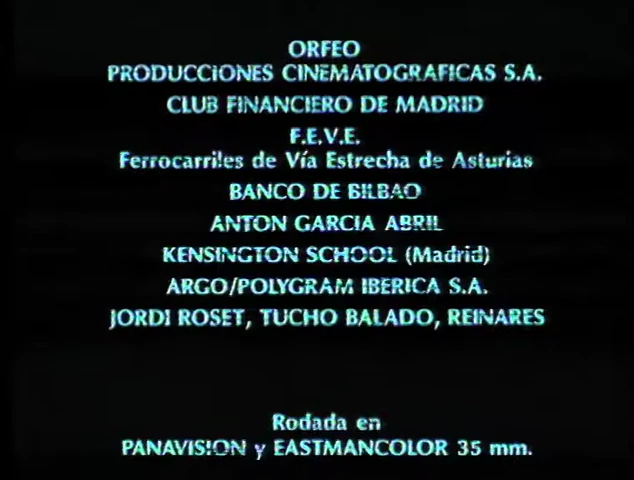 ORFEO
PRODUCCIONES CINEMATOGRAFICAS S.A.
CLUB FINANCIERO DE MADRID
F.E.V.E.
Ferrocarriles de Vía Estrecha de Asturias
BANCO DE BILBAO
ANTON GARCIA ABRIL
KENSINGTON SCHOOL (Madrid)
ARGO/POLYGRAM IBERICA S.A.
JORDI ROSET, TUCHO BALADO, REINARES
Rodada en
PANAVISION y EASTMANCOLOR 35 mm.